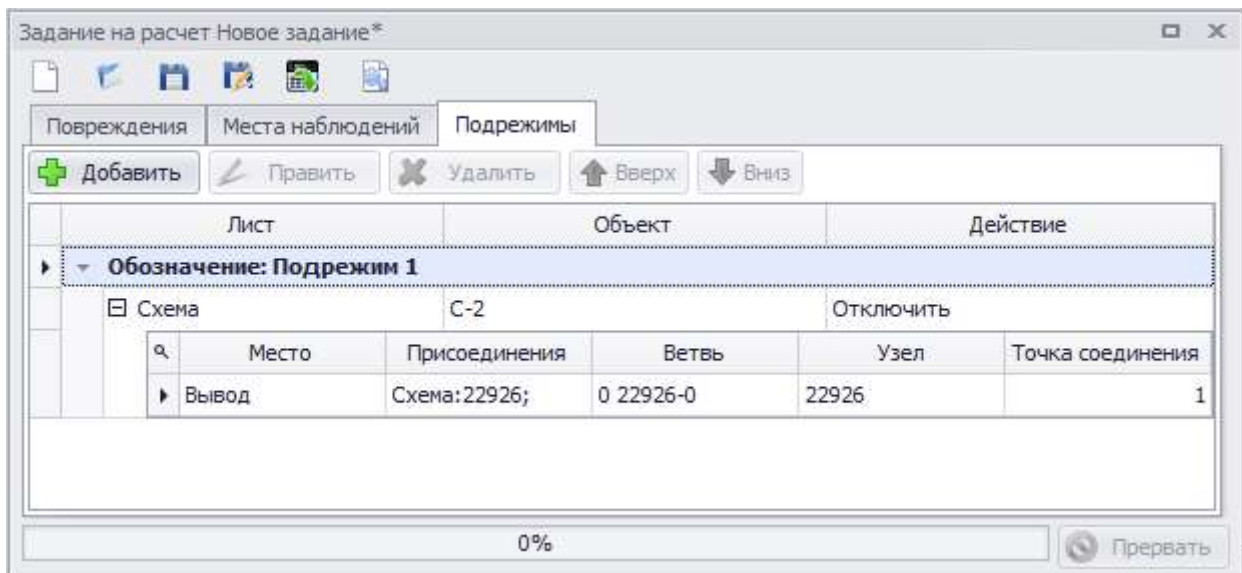 Задание на расчет Новое задание*
Повреждения Места наблюдений Подрежимы
Добавить Править Удалить Вверх Вниз
Лист Объект Действие
Обозначение: Подрежим 1
Схема С-2 Отключить
Место Присоединения Ветвь Узел Точка соединения
Вывод Схема:22926; 0 22926-0 22926 1
0% Прервать